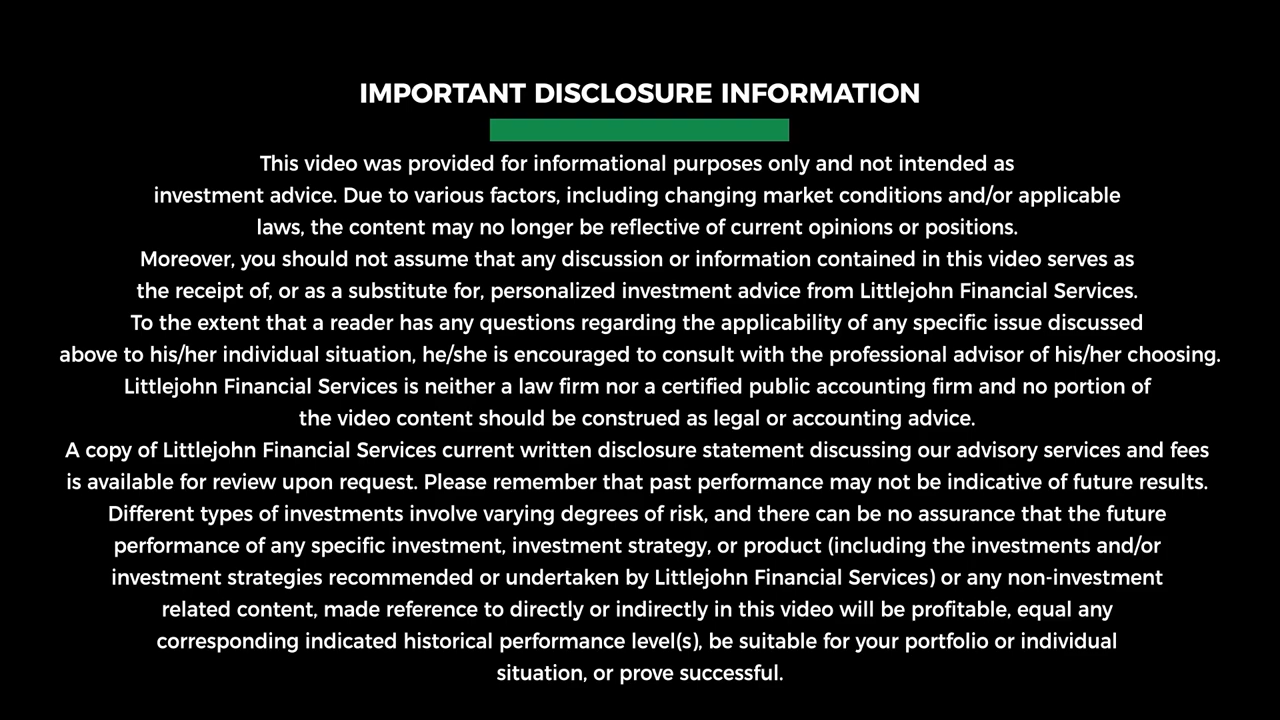 IMPORTANT DISCLOSURE INFORMATION
This video was provided for informational purposes only and not intended as
investment advice. Due to various factors, including changing market conditions and/or applicable
laws, the content may no longer be reflective of current opinions or positions.
Moreover, you should not assume that any discussion or information contained in this video serves as
the receipt of, or as a substitute for, personalized investment advice from Littlejohn Financial Services.
To the extent that a reader has any questions regarding the applicability of any specific issue discussed
above to his/her individual situation, he/she is encouraged to consult with the professional advisor of his/her choosing.
Littlejohn Financial Services is neither a law firm nor a certified public accounting firm and no portion of
the video content should be construed as legal or accounting advice.
A copy of Littlejohn Financial Services current written disclosure statement discussing our advisory services and fees
is available for review upon request. Please remember that past performance may not be indicative of future results.
Different types of investments involve varying degrees of risk, and there can be no assurance that the future
performance of any specific investment, investment strategy, or product (including the investments and/or
investment strategies recommended or undertaken by Littlejohn Financial Services) or any non-investment
related content, made reference to directly or indirectly in this video will be profitable, equal any
corresponding indicated historical performance level(s), be suitable for your portfolio or individual
situation, or prove successful.